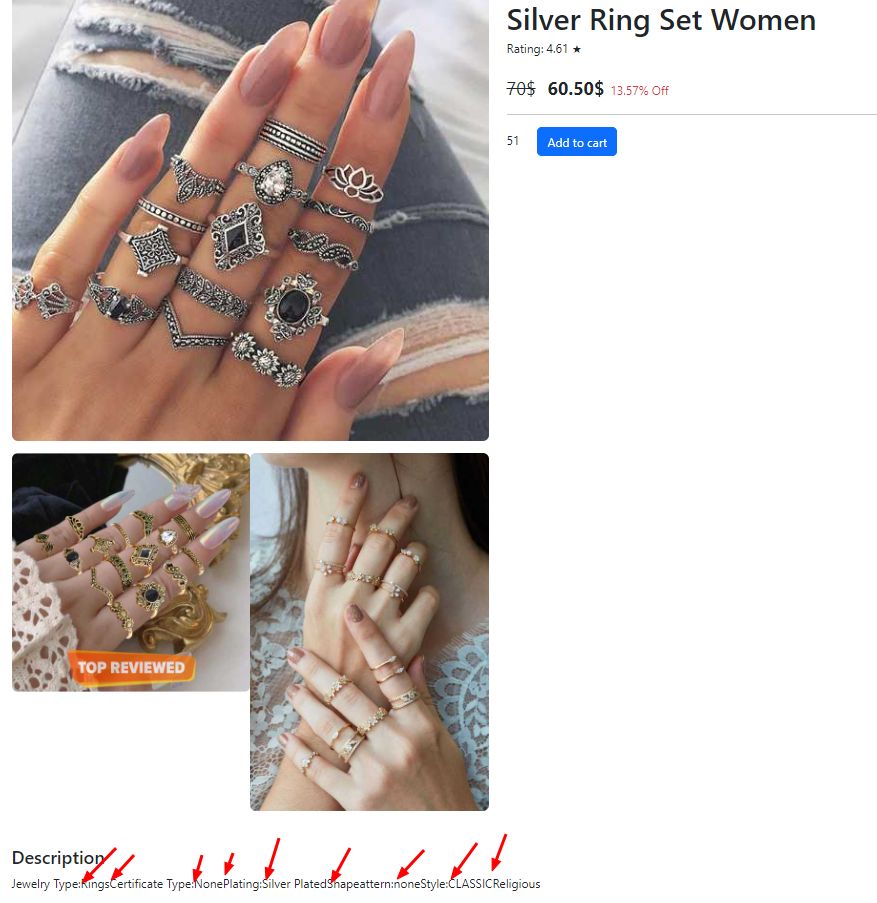 Silver Ring Set Women
Rating: 4.61 ★
70$ 60.50$ 13.57% Off
51 Add to cart
TOP REVIEWED
Description
Jewelry Type:RingsCertificate Type:NonePlating:Silver PlatedShapeattern:noneStyle:CLASSICReligious